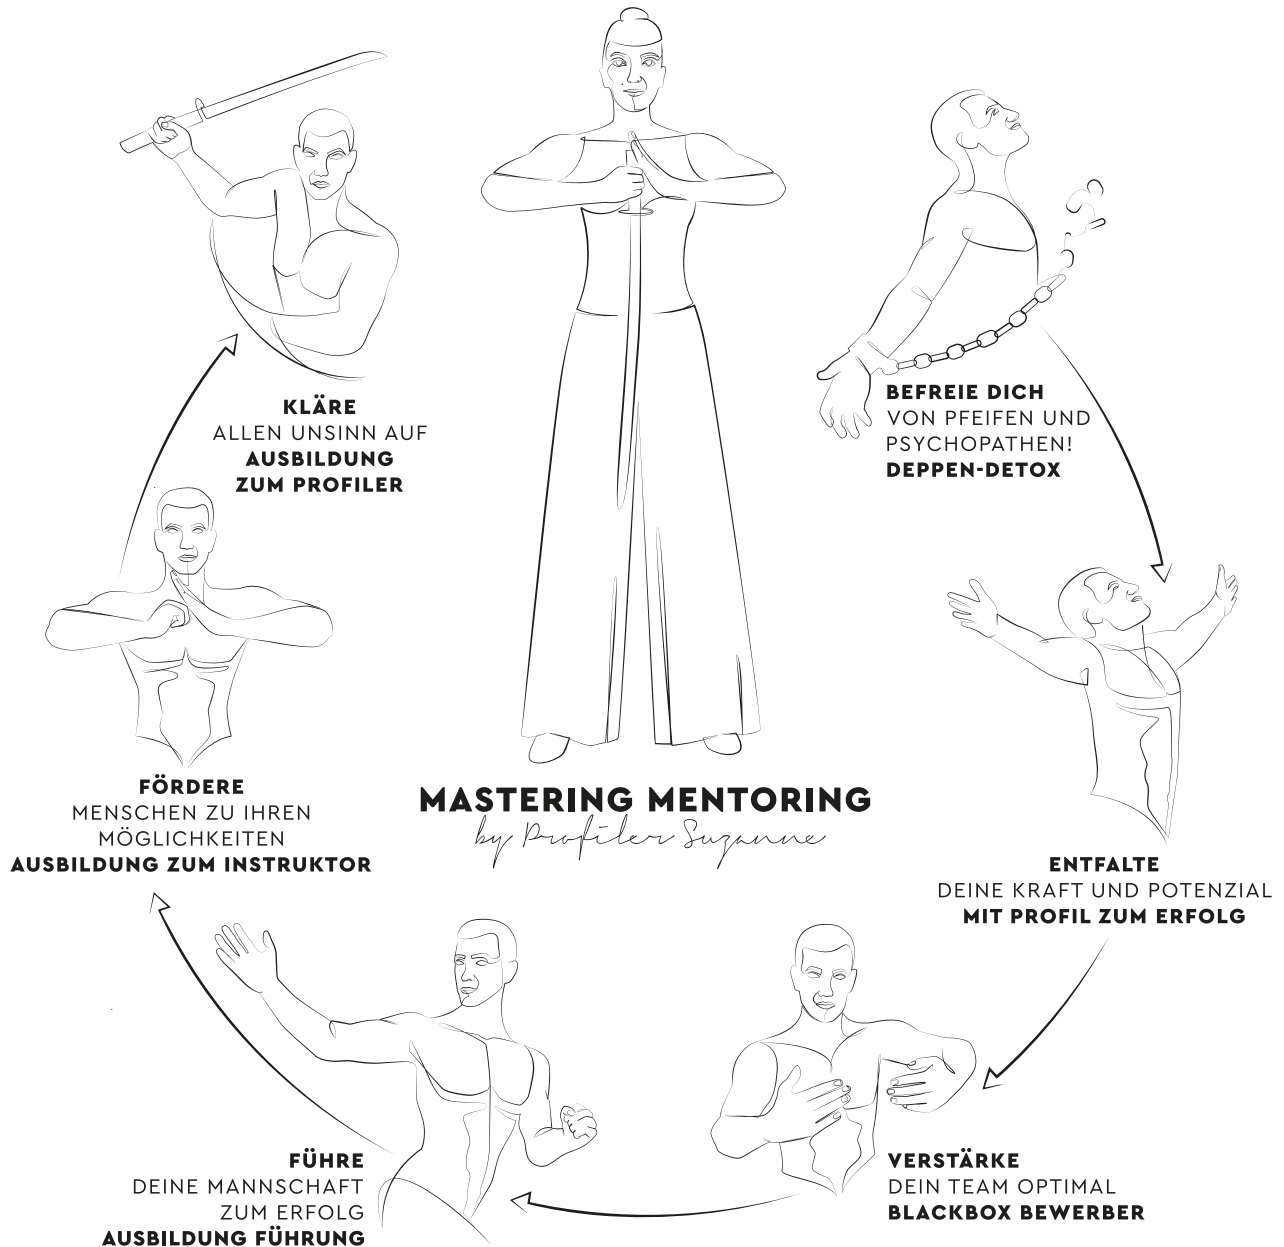 BEFREIE DICH
VON PFEIFEN UND
PSYCHOPATHEN!
DEPPEN-DETOX
ENTFALTE
DEINE KRAFT UND POTENZIAL
MIT PROFIL ZUM ERFOLG
VERSTÄRKE
DEIN TEAM OPTIMAL
BLACKBOX BEWERBER
FÜHRE
DEINE MANNSCHAFT
ZUM ERFOLG
AUSBILDUNG FÜHRUNG
FÖRDERE
MENSCHEN ZU IHREN
MÖGLICHKEITEN
AUSBILDUNG ZUM INSTRUKTOR
KLÄRE
ALLEN UNSINN AUF
AUSBILDUNG
ZUM PROFILER
MASTERING MENTORING
by Profiler Suzanne